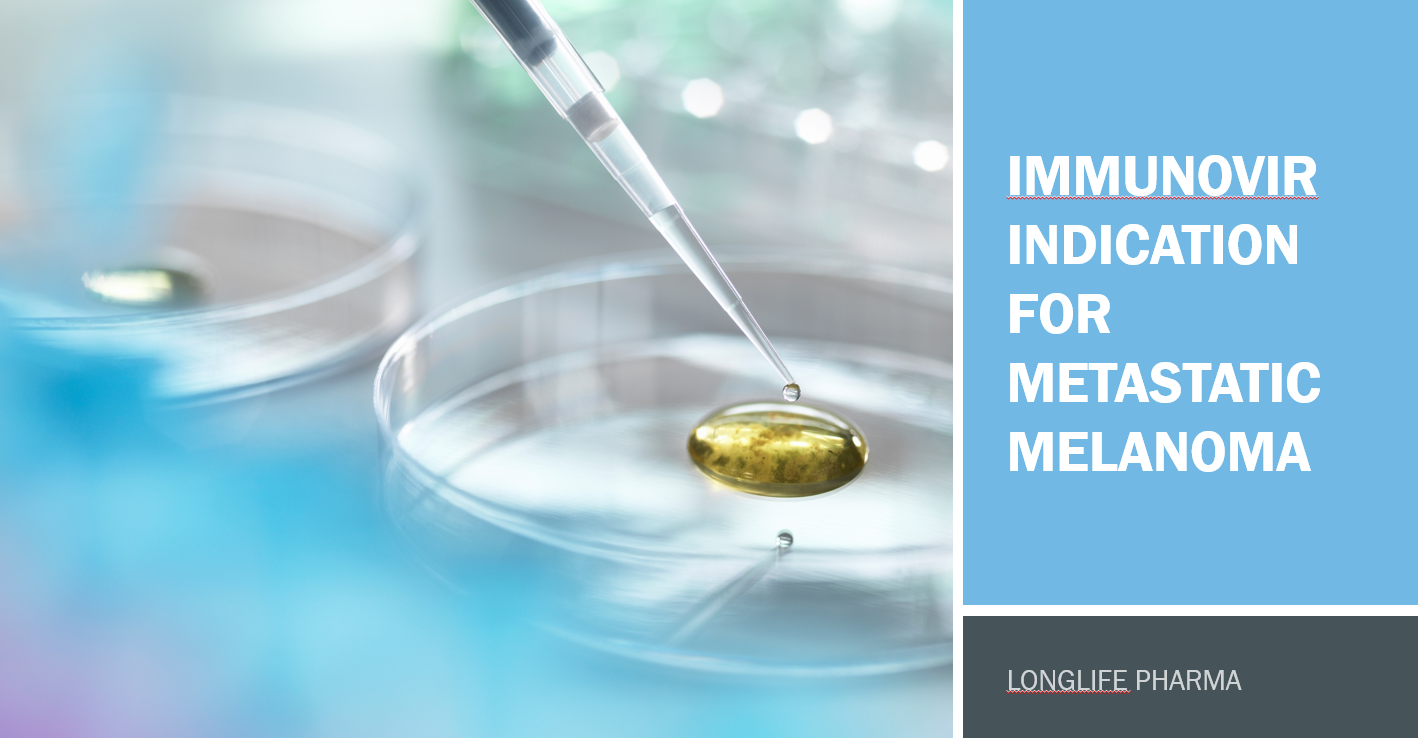 IMMUNOVIR
INDICATION
FOR
METASTATIC
MELANOMA
LONGLIFE PHARMA